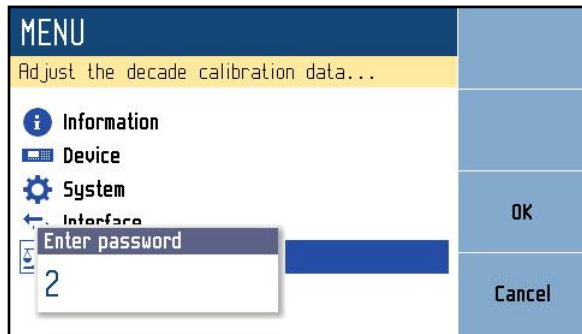 MENU
Adjust the decade calibration data...
Information
Device
System
Interface
Enter password
2
OK
Cancel